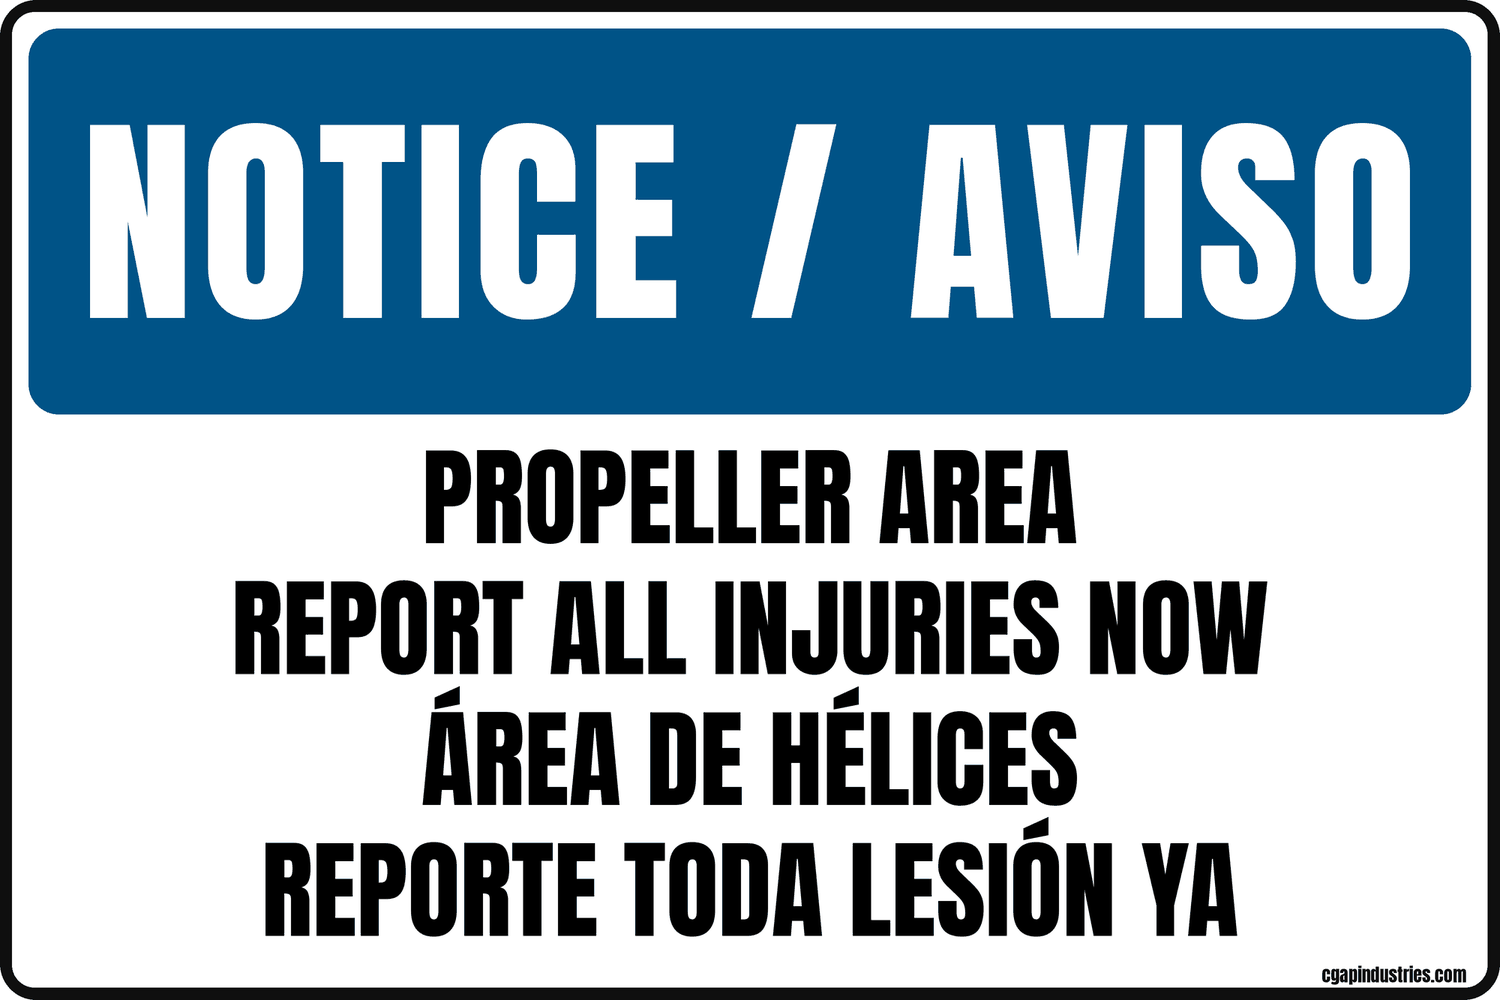 NOTICE / AVISO
PROPELLER AREA
REPORT ALL INJURIES NOW
ÁREA DE HÉLICES
REPORTE TODA LESIÓN YA
cgapindustries.com